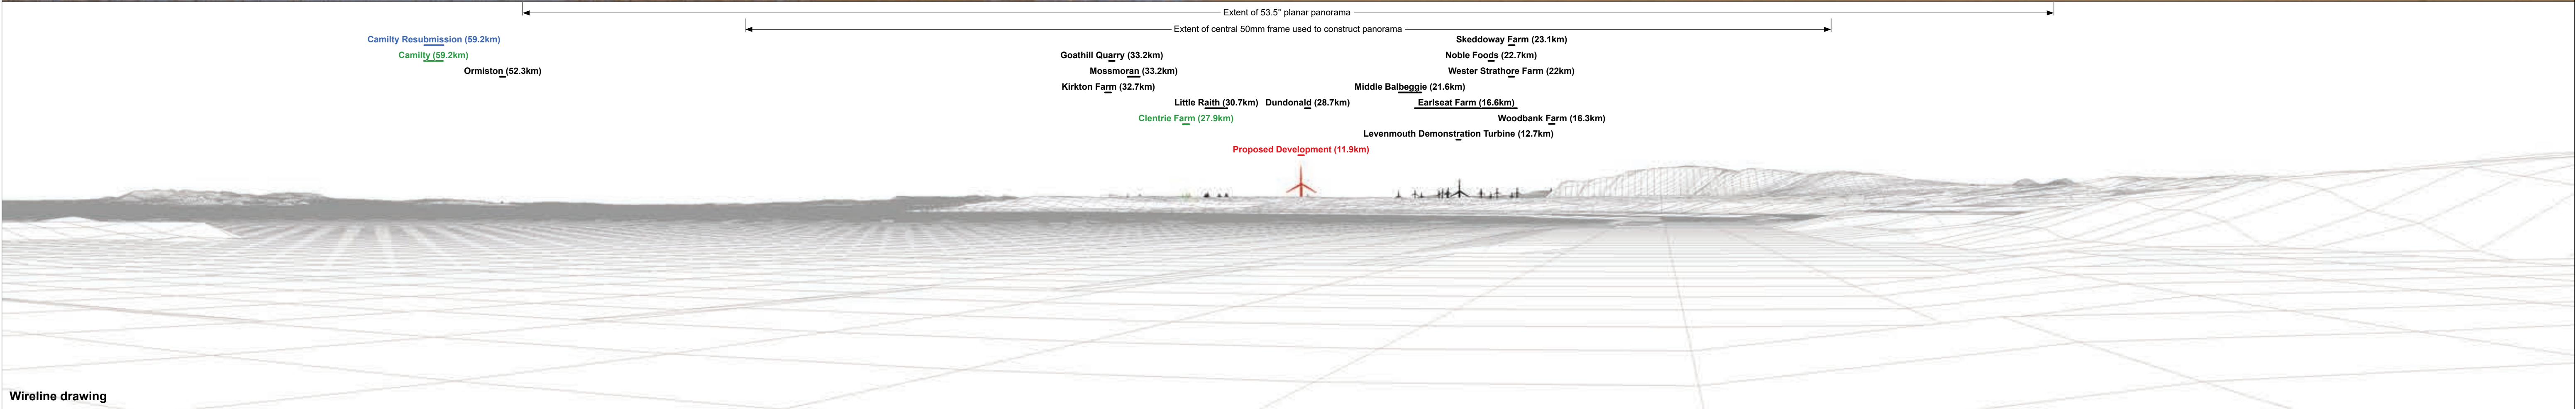 Extent of 53.5° planar panorama
Extent of central 50mm frame used to construct panorama
Camilty Resubmission (59.2km)
Skeddoway Farm (23.1km)
Camilty (59.2km)
Goathill Quarry (33.2km)
Noble Foods (22.7km)
Ormiston (52.3km)
Mossmoran (33.2km)
Wester Strathore Farm (22km)
Kirkton Farm (32.7km)
Middle Balbeggie (21.6km)
Little Raith (30.7km)
Dundonald (28.7km)
Earlseat Farm (16.6km)
Clentrie Farm (27.9km)
Woodbank Farm (16.3km)
Levenmouth Demonstration Turbine (12.7km)
Proposed Development (11.9km)
Wireline drawing